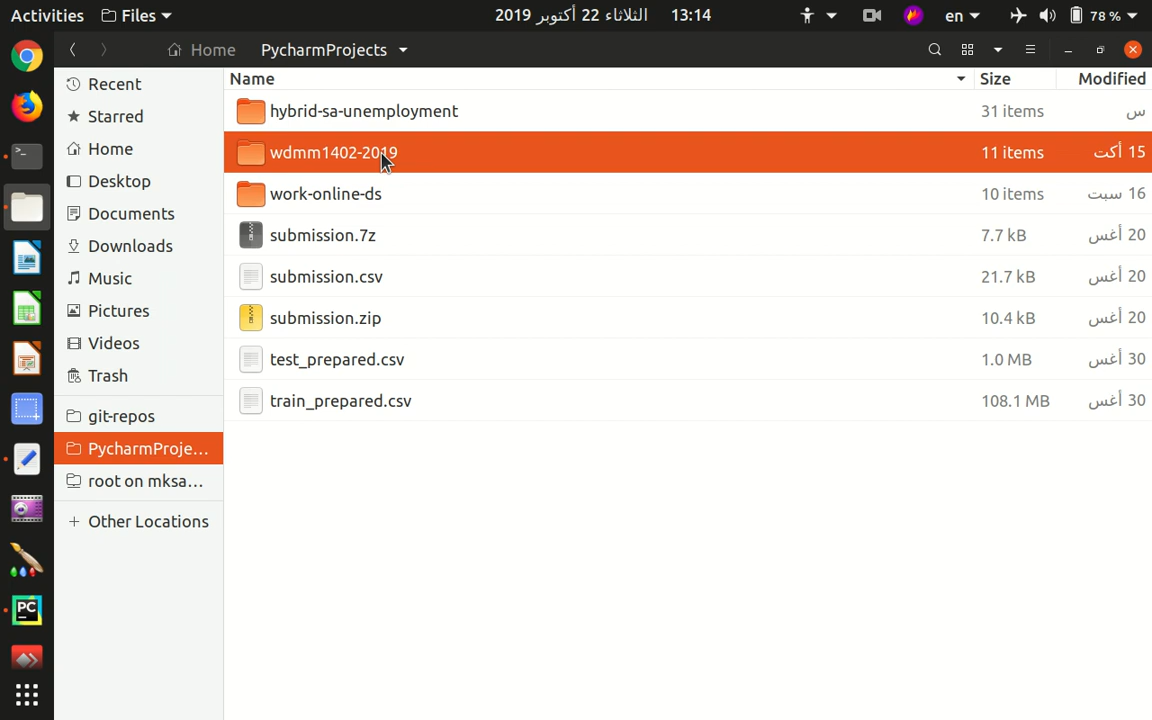 Activities Files الثلاثاء 22 أكتوبر 2019 13:14 en 78 %
Home PycharmProjects
Recent
Starred
Home
Desktop
Documents
Downloads
Music
Pictures
Videos
Trash
git-repos
PycharmProje...
root on mksa...
+ Other Locations
Name Size Modified
hybrid-sa-unemployment 31 items س
wdmm1402-2019 11 items 15 أكت
work-online-ds 10 items 16 سبت
submission.7z 7.7 kB 20 أغس
submission.csv 21.7 kB 20 أغس
submission.zip 10.4 kB 20 أغس
test_prepared.csv 1.0 MB 30 أغس
train_prepared.csv 108.1 MB 30 أغس
PC